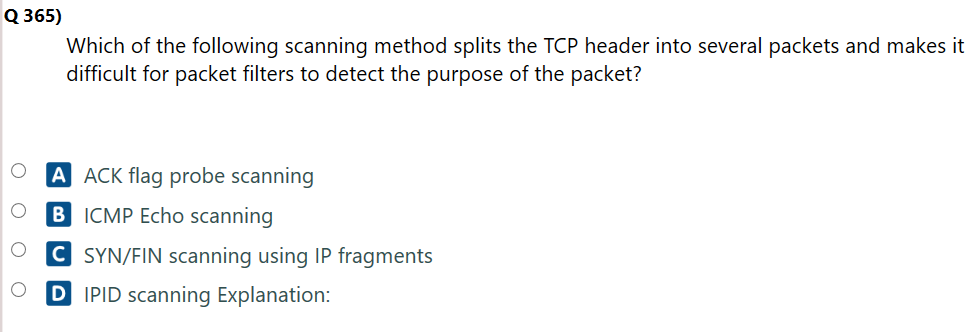 Q 365)
Which of the following scanning method splits the TCP header into several packets and makes it
difficult for packet filters to detect the purpose of the packet?
A ACK flag probe scanning
B ICMP Echo scanning
C SYN/FIN scanning using IP fragments
D IPID scanning Explanation: